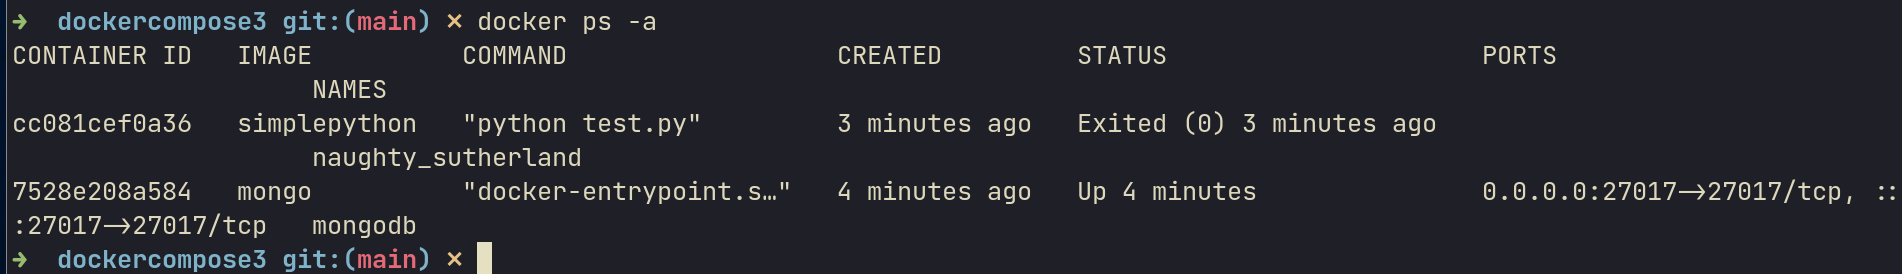 → dockercompose3 git:(main) ✗ docker ps -a
CONTAINER ID IMAGE COMMAND CREATED STATUS PORTS
NAMES
cc081cef0a36 simplepython "python test.py" 3 minutes ago Exited (0) 3 minutes ago
naughty_sutherland
7528e208a584 mongo "docker-entrypoint.s…" 4 minutes ago Up 4 minutes 0.0.0.0:27017->27017/tcp, ::
:27017->27017/tcp mongodb
→ dockercompose3 git:(main) ✗